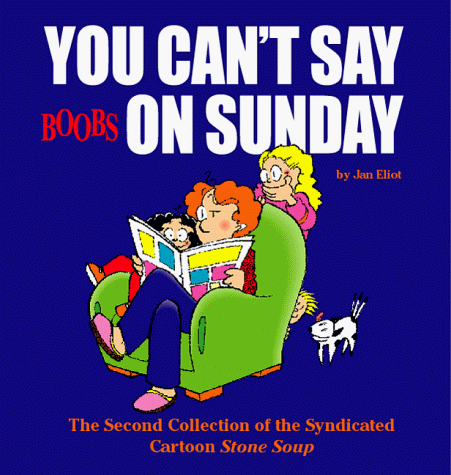 YOU CAN'T SAY
BOOBS ON SUNDAY
by Jan Eliot
The Second Collection of the Syndicated
Cartoon Stone Soup